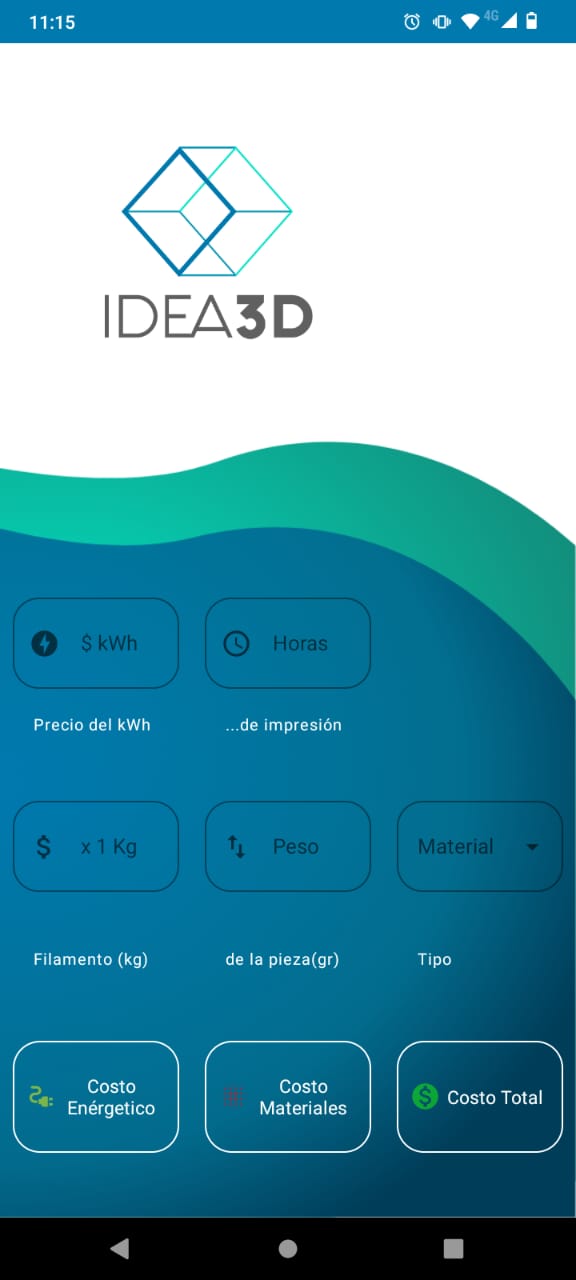 11:15
4G
IDEA3D
$ kWh
Horas
Precio del kWh
...de impresión
x 1 Kg
Peso
Material
Filamento (kg)
de la pieza(gr)
Tipo
Costo
Enérgetico
Costo
Materiales
Costo Total